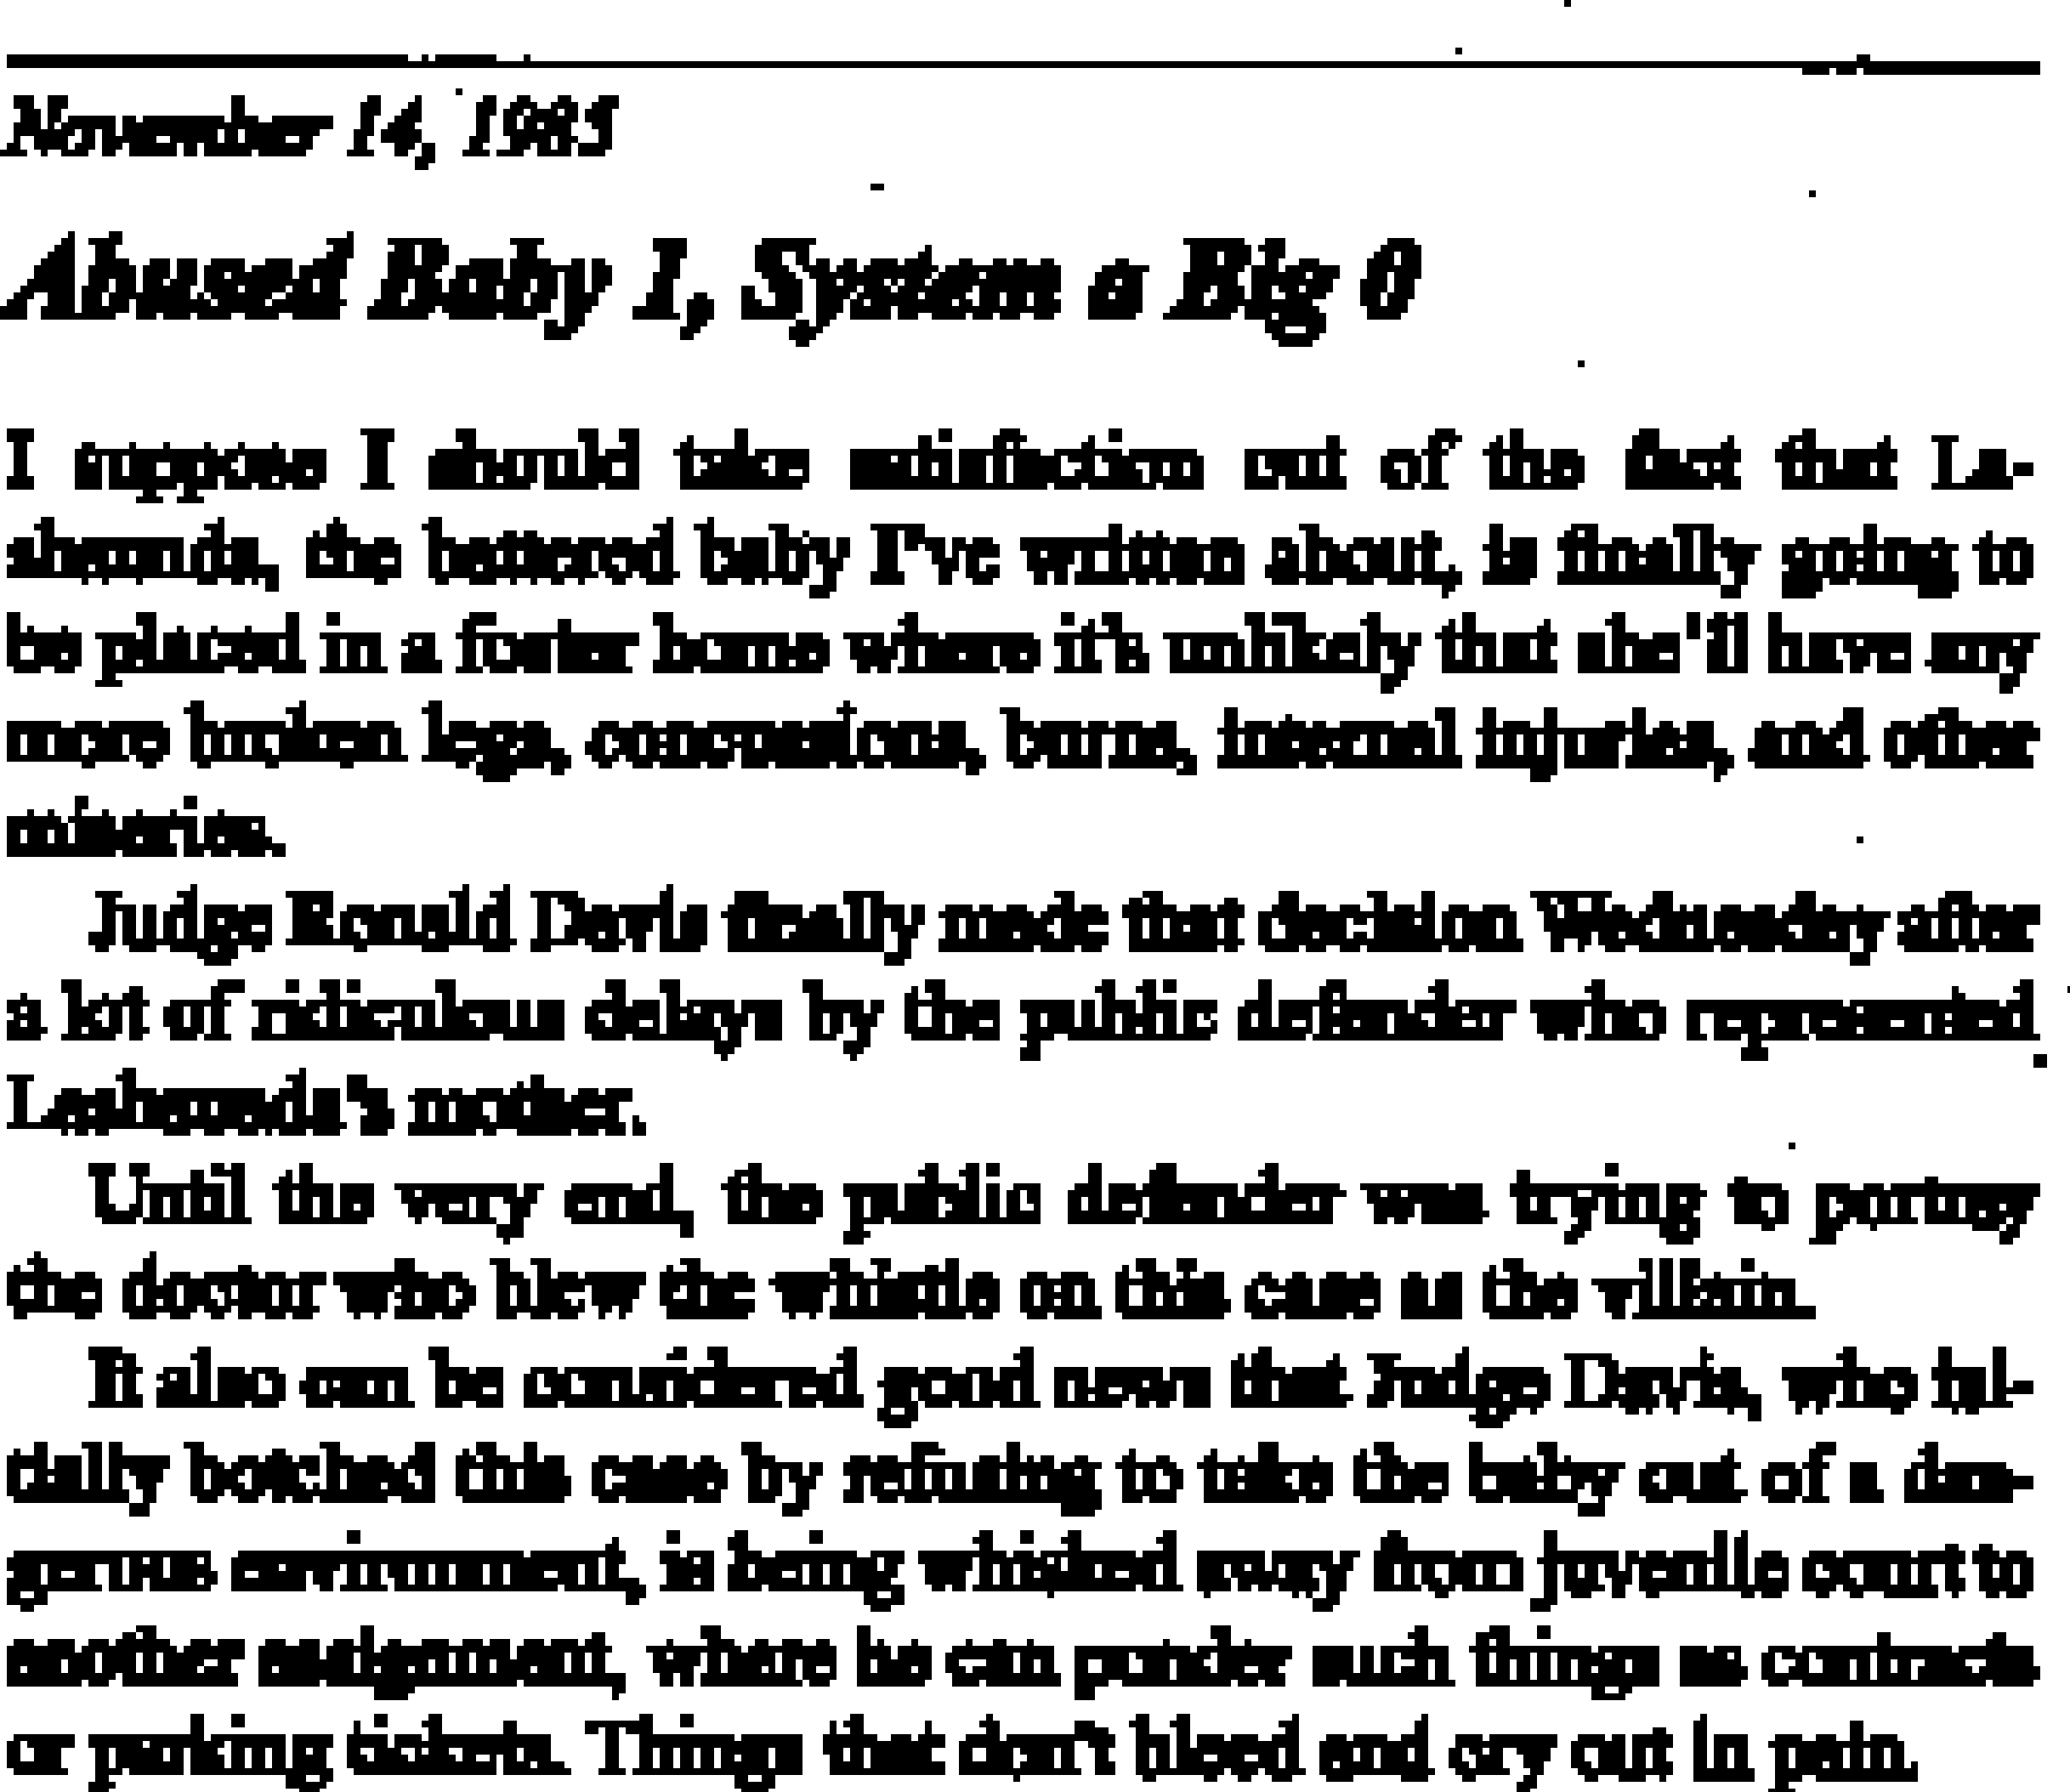 November 14, 1985
Abused Baby 1, System a Big 0
I suppose I should take satisfaction out of the fact that La-
shaunda, the battered baby I've written about, is finally going to
be placed in a foster home where it's unlikely that she'll have any
more broken legs, concussions, burns, internal injuries, and other
miseries.
Judge Ronald Davis finally made that decision Wednesday after
a lot of ridiculous delays by the public defender who represented
Lashaunda's mother.
Until the very end, the public defender was trying to portray
the doctor who blew the whistle on this case as the villain.
It also can be considered good news that Judge Davis, who ful-
tially botched this case by refusing to take the baby out of a dan-
gerous environment, is being whisked away from juvenile court to
another assignment, where he can ponder such things as contracts
or parking tickets. Things that don't bleed and cry out in pain.